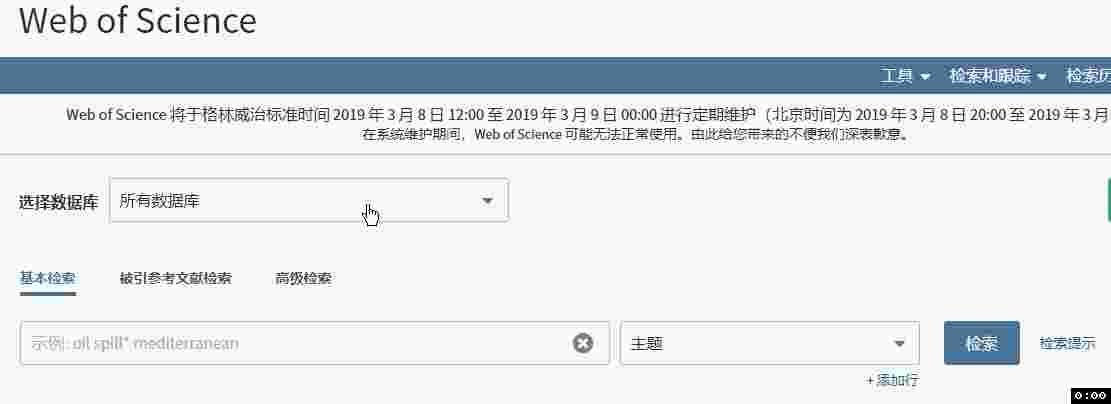 Web of Science
工具 检索和跟踪 检索历
Web of Science 将于格林威治标准时间 2019 年 3 月 8 日 12:00 至 2019 年 3 月 9 日 00:00 进行定期维护（北京时间为 2019 年 3 月 8 日 20:00 至 2019 年 3 月
在系统维护期间，Web of Science 可能无法正常使用。由此给您带来的不便我们深表歉意。
选择数据库 所有数据库
基本检索 被引参考文献检索 高级检索
示例: oil spill* mediterranean 主题 检索 检索提示
+ 添加行
0:00